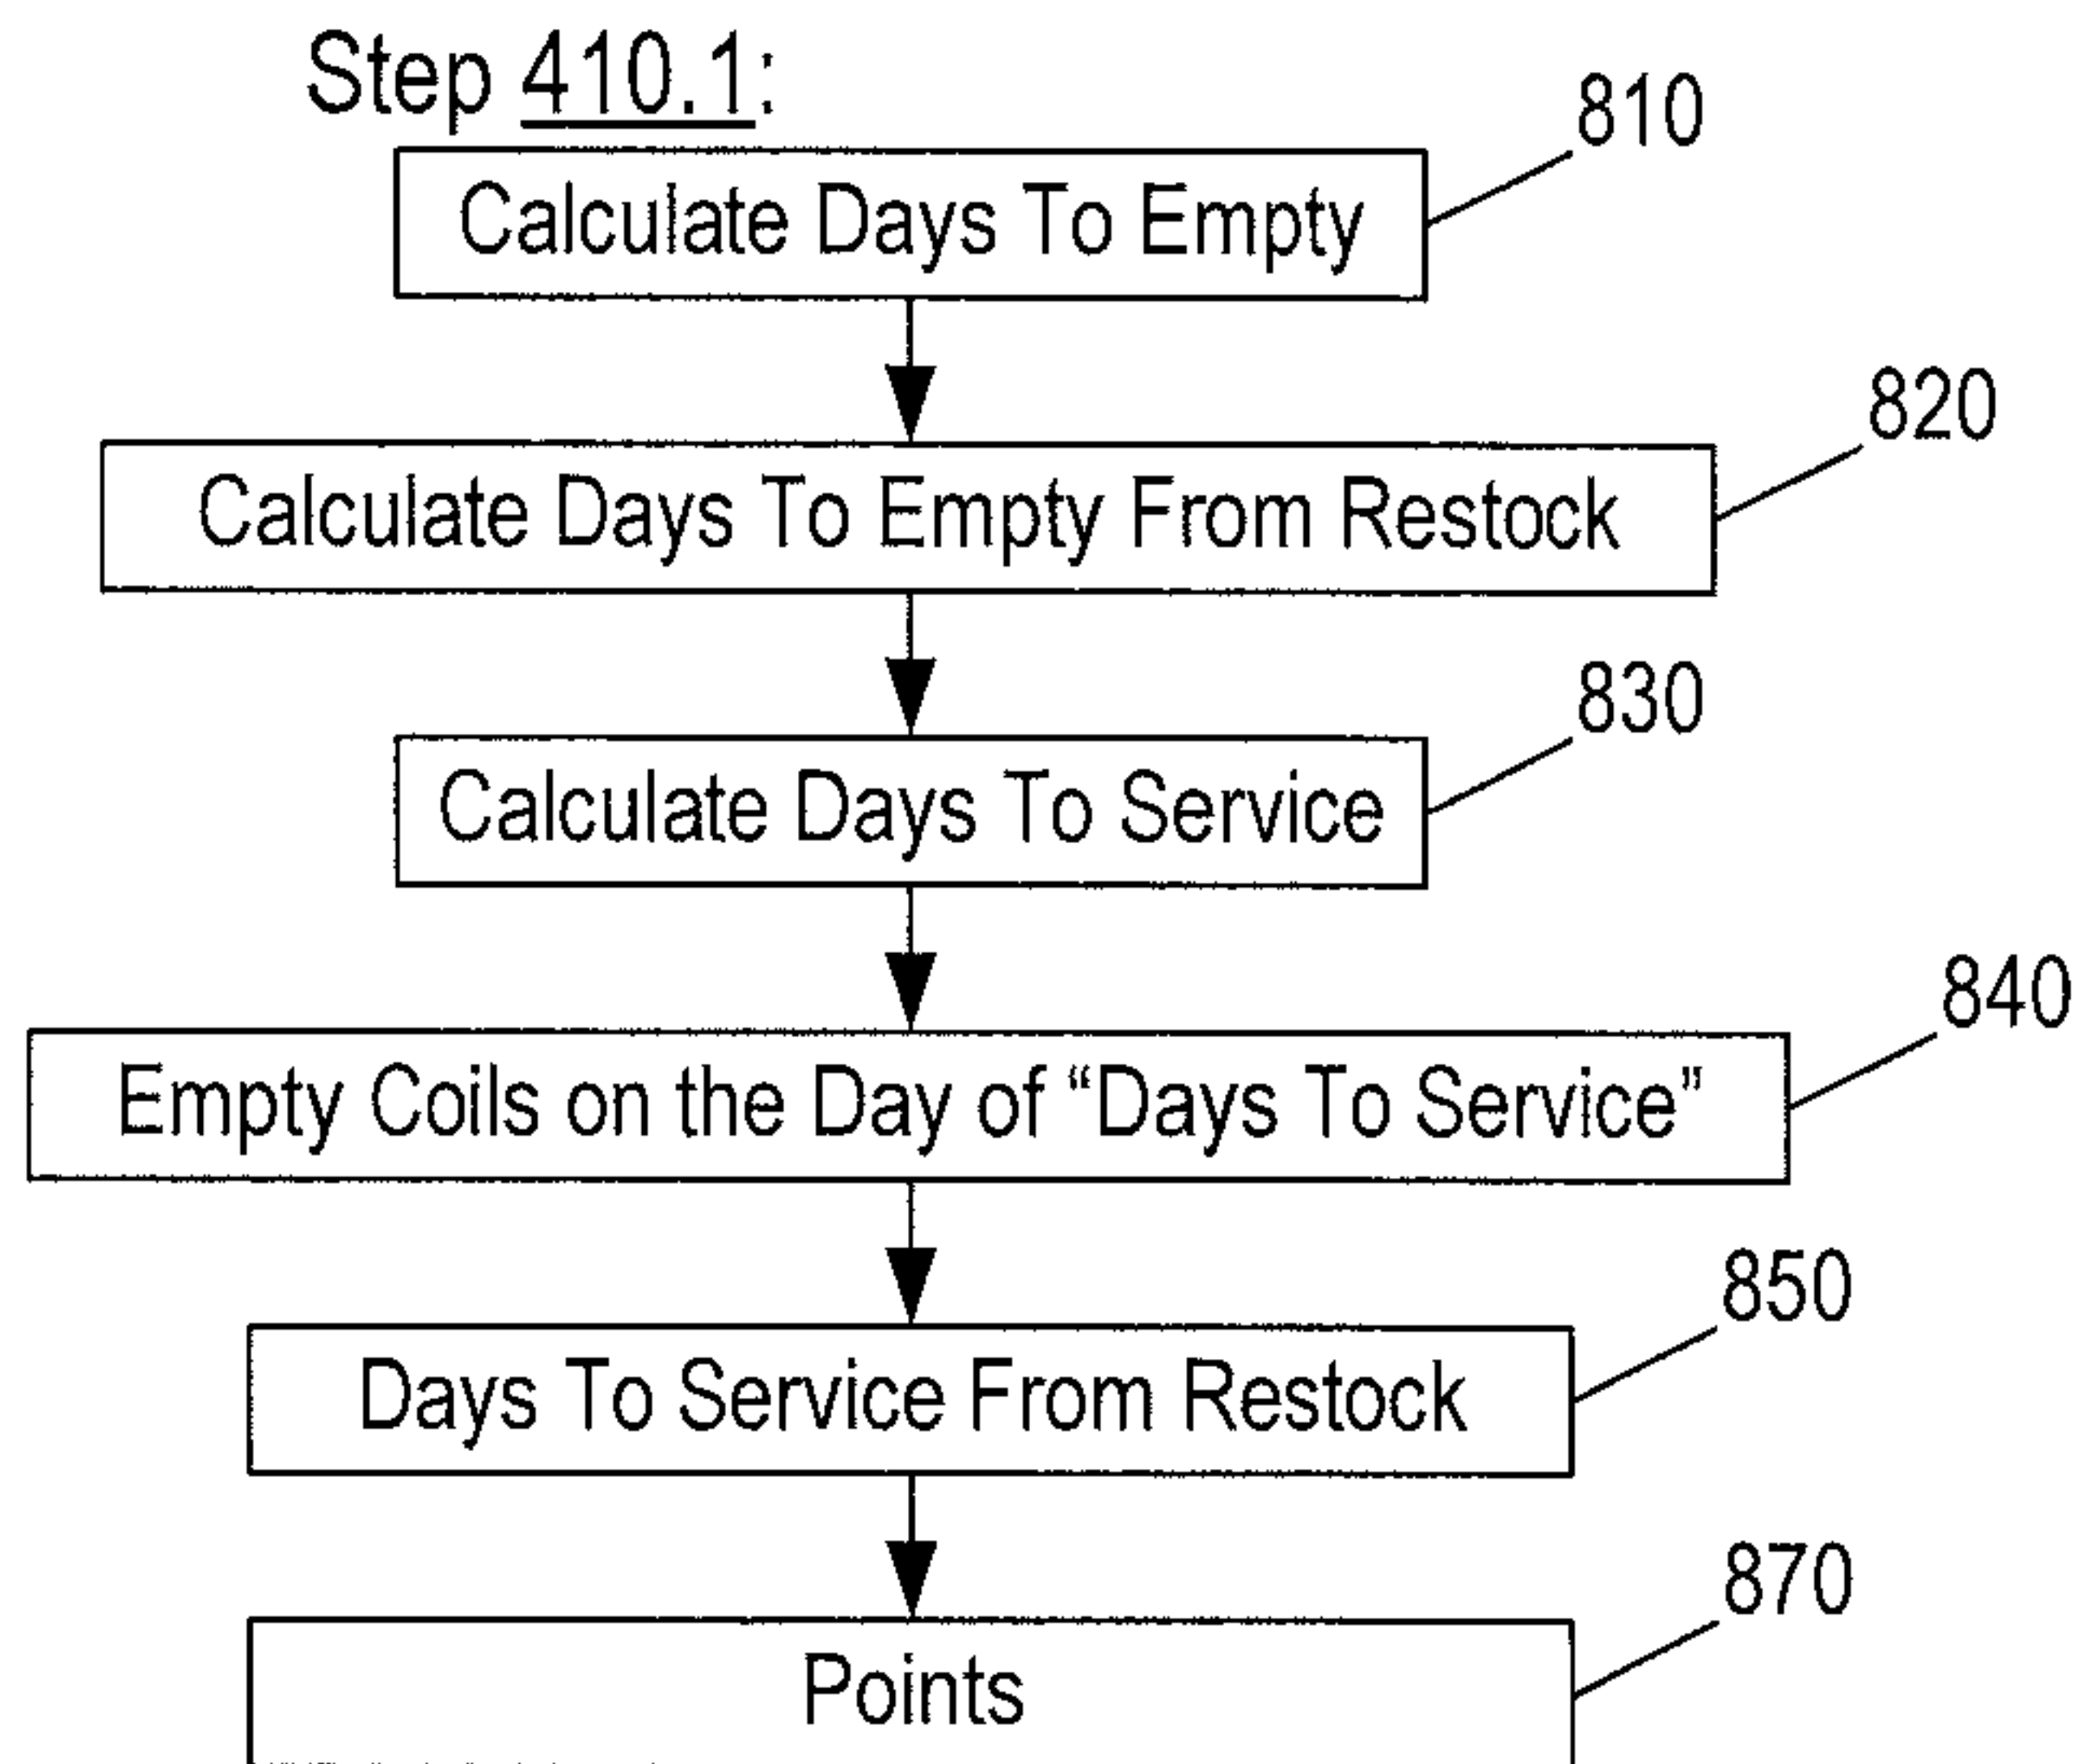 Step 410.1:
810
Calculate Days To Empty
820
Calculate Days To Empty From Restock
830
Calculate Days To Service
840
Empty Coils on the Day of “Days To Service”
850
Days To Service From Restock
870
Points